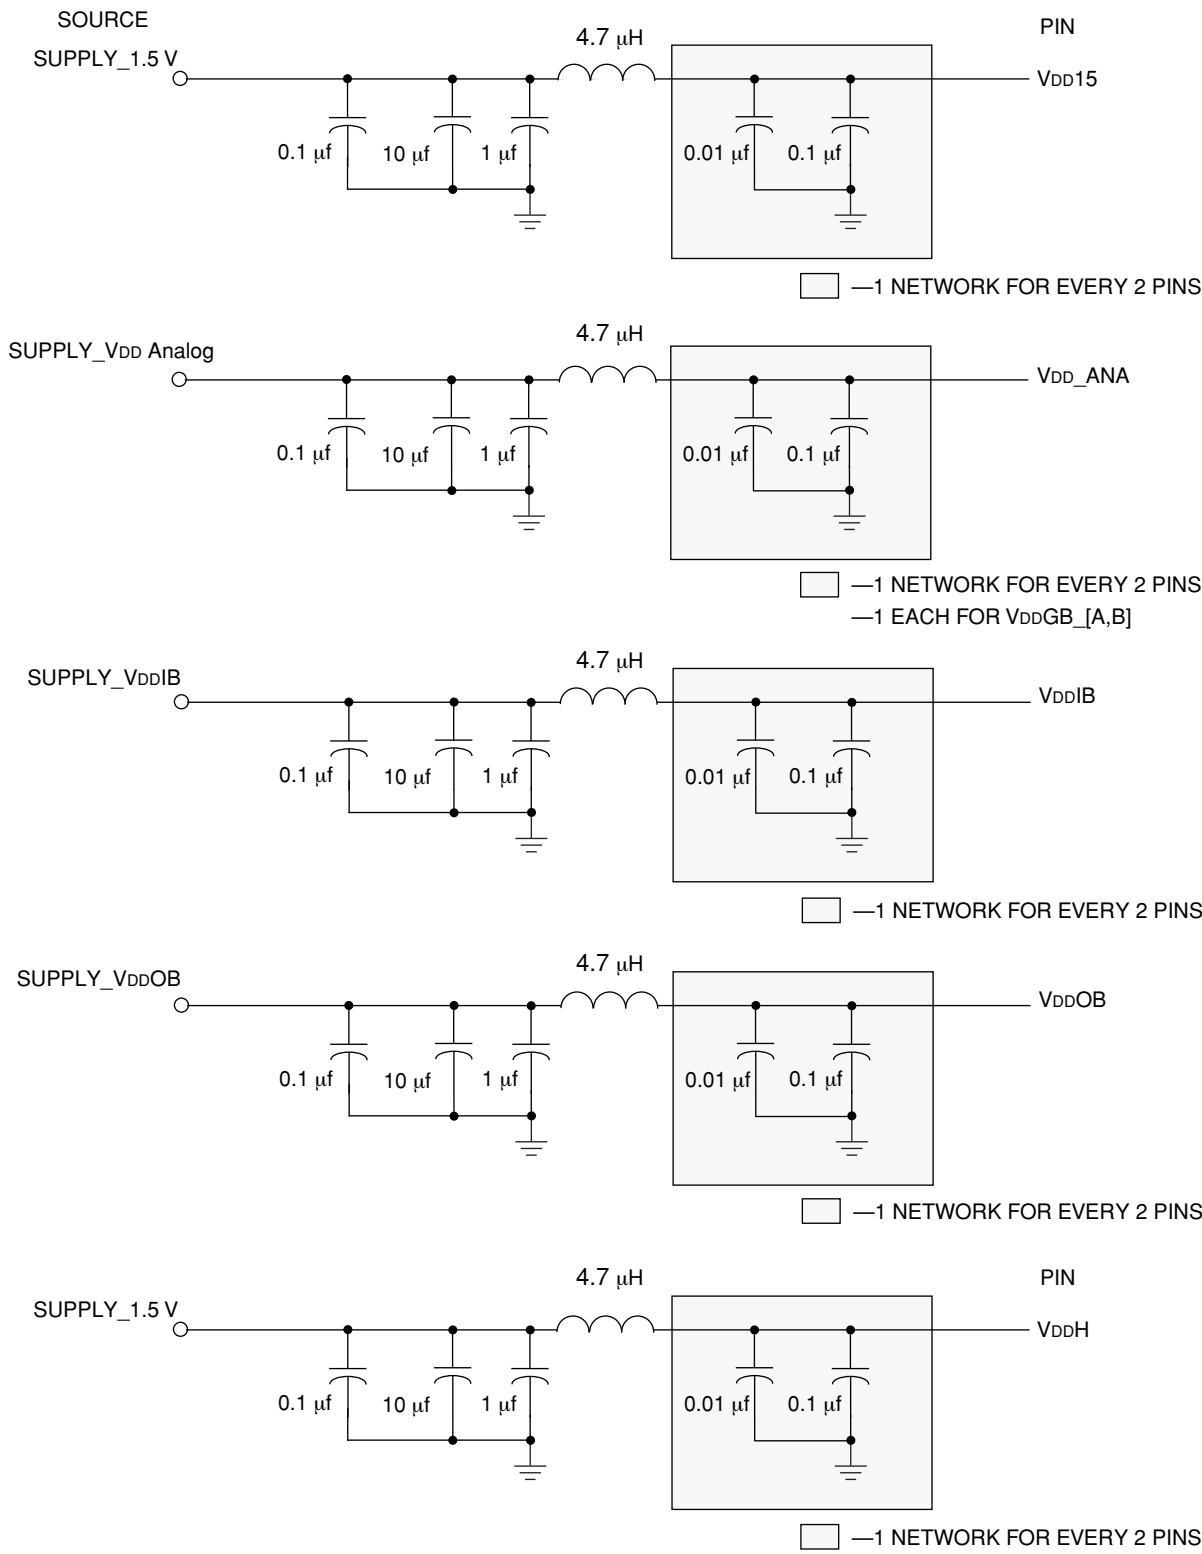 SOURCE
PIN
4.7 μH
SUPPLY_1.5 V
VDD15
0.1 μf
10 μf
1 μf
0.01 μf
0.1 μf
—1 NETWORK FOR EVERY 2 PINS
4.7 μH
SUPPLY_VDD Analog
VDD_ANA
0.1 μf
10 μf
1 μf
0.01 μf
0.1 μf
—1 NETWORK FOR EVERY 2 PINS
—1 EACH FOR VDDGB_[A,B]
4.7 μH
SUPPLY_VDDIB
VDDIB
0.1 μf
10 μf
1 μf
0.01 μf
0.1 μf
—1 NETWORK FOR EVERY 2 PINS
4.7 μH
SUPPLY_VDDOB
VDDOB
0.1 μf
10 μf
1 μf
0.01 μf
0.1 μf
—1 NETWORK FOR EVERY 2 PINS
4.7 μH
PIN
SUPPLY_1.5 V
VDDH
0.1 μf
10 μf
1 μf
0.01 μf
0.1 μf
—1 NETWORK FOR EVERY 2 PINS